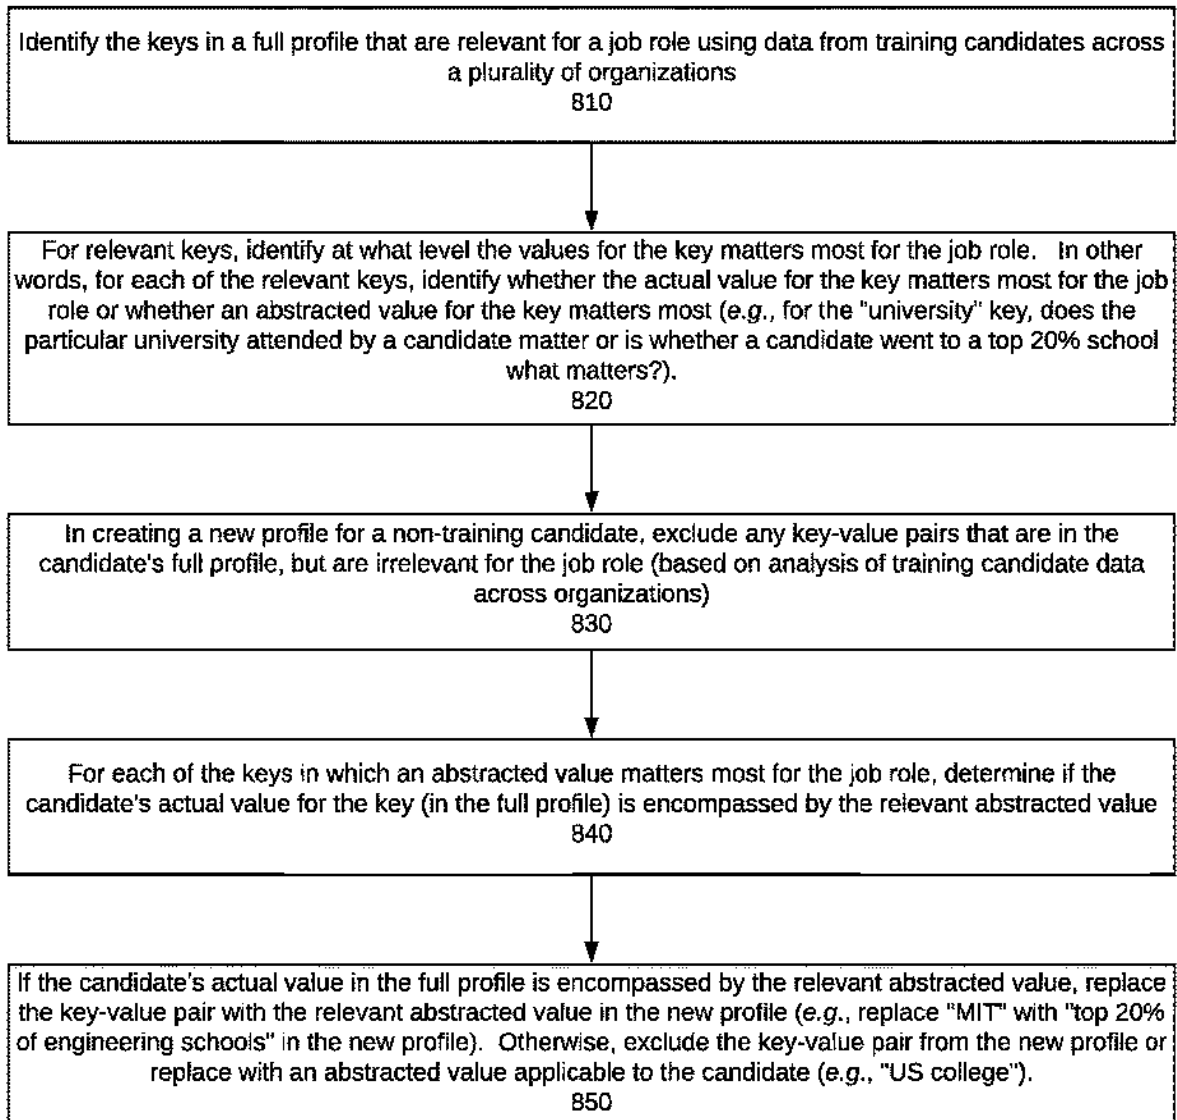 Identify the keys in a full profile that are relevant for a job role using data from training candidates across
a plurality of organizations
810
For relevant keys, identify at what level the values for the key matters most for the job role. In other
words, for each of the relevant keys, identify whether the actual value for the key matters most for the job
role or whether an abstracted value for the key matters most (e.g., for the "university" key, does the
particular university attended by a candidate matter or is whether a candidate went to a top 20% school
what matters?).
820
In creating a new profile for a non-training candidate, exclude any key-value pairs that are in the
candidate's full profile, but are irrelevant for the job role (based on analysis of training candidate data
across organizations)
830
For each of the keys in which an abstracted value matters most for the job role, determine if the
candidate's actual value for the key (in the full profile) is encompassed by the relevant abstracted value
840
If the candidate's actual value in the full profile is encompassed by the relevant abstracted value, replace
the key-value pair with the relevant abstracted value in the new profile (e.g., replace "MIT" with "top 20%
of engineering schools" in the new profile). Otherwise, exclude the key-value pair from the new profile or
replace with an abstracted value applicable to the candidate (e.g., "US college").
850